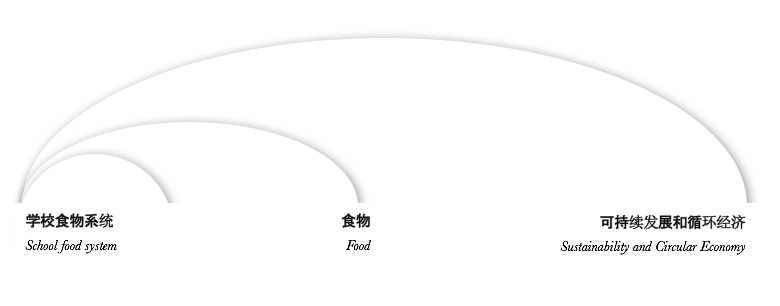 学校食物系统
School food system
食物
Food
可持续发展和循环经济
Sustainability and Circular Economy